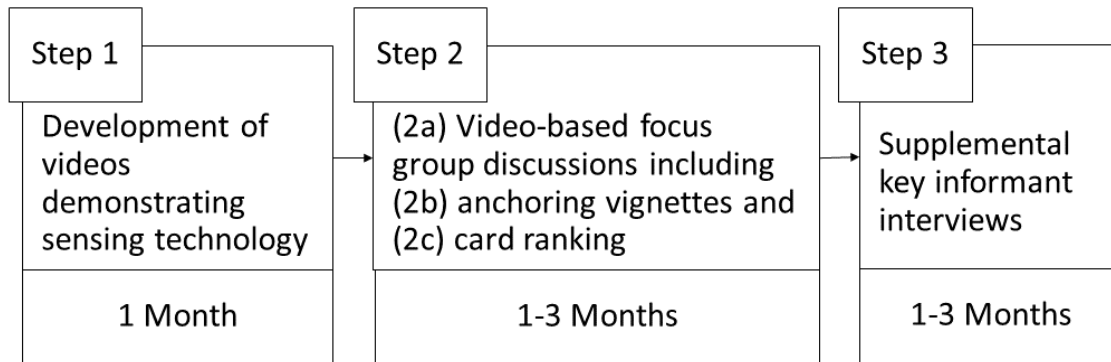 Step 1
Development of
videos
demonstrating
sensing technology
1 Month
Step 2
(2a) Video-based focus
group discussions including
(2b) anchoring vignettes and
(2c) card ranking
1-3 Months
Step 3
Supplemental
key informant
interviews
1-3 Months